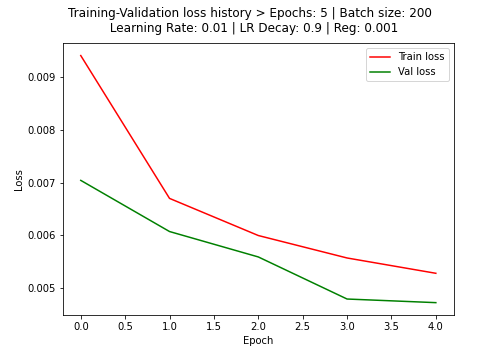 Training-Validation loss history > Epochs: 5 | Batch size: 200
Learning Rate: 0.01 | LR Decay: 0.9 | Reg: 0.001
Train loss
Val loss
0.009
0.008
0.007
0.006
0.005
Loss
0.0 0.5 1.0 1.5 2.0 2.5 3.0 3.5 4.0
Epoch